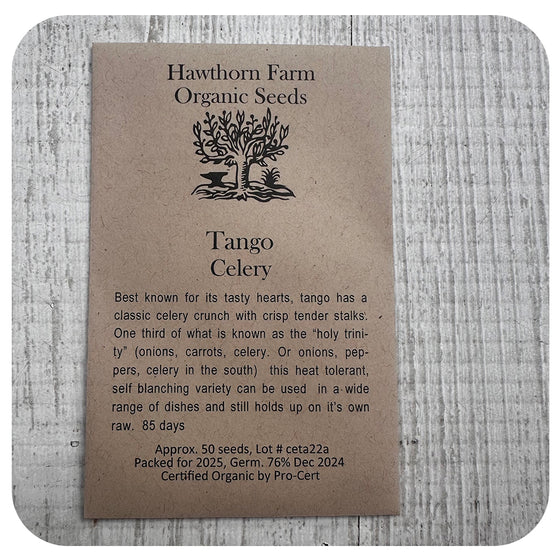 Hawthorn Farm
Organic Seeds
Tango
Celery
Best known for its tasty hearts, tango has a
classic celery crunch with crisp tender stalks.
One third of what is known as the “holy trini-
ty” (onions, carrots, celery. Or onions, pep-
pers, celery in the south) this heat tolerant,
self blanching variety can be used in a wide
range of dishes and still holds up on it’s own
raw. 85 days
Approx. 50 seeds, Lot # ceta22a
Packed for 2025, Germ. 76% Dec 2024
Certified Organic by Pro-Cert